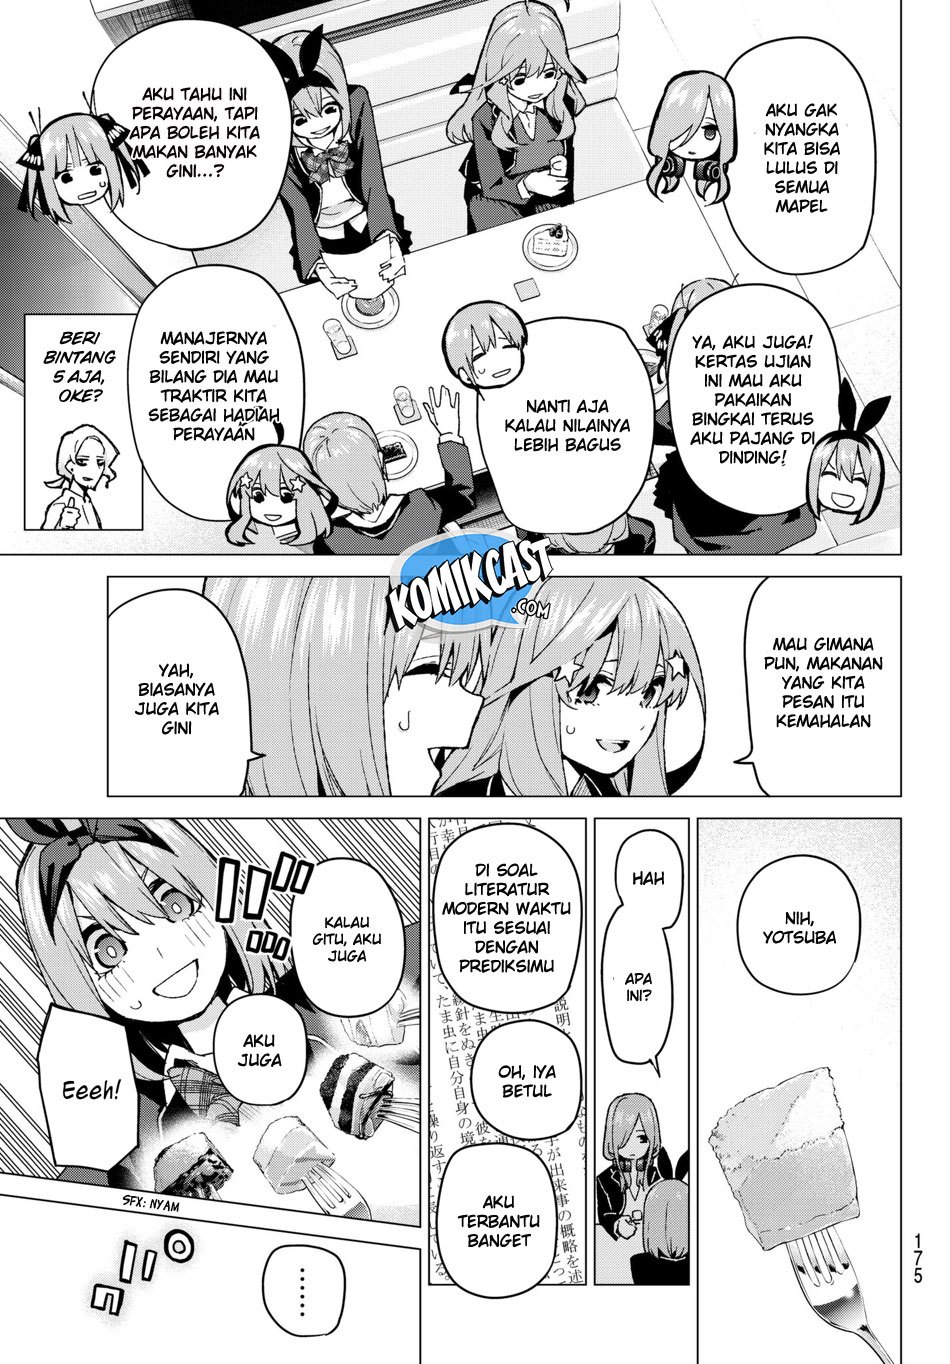 AKU GAK
NYANGKA
KITA BISA
LULUS DI
SEMUA
MAPEL
AKU TAHU INI
PERAYAAN, TAPI
APA BOLEH KITA
MAKAN BANYAK
GINI...?
YA, AKU JUGA!
KERTAS UJIAN
INI MAU AKU
PAKAIKAN
BINGKAI TERUS
AKU PAJANG DI
DINDING!
NANTI AJA
KALAU NILAINYA
LEBIH BAGUS
MANAJERNYA
SENDIRI YANG
BILANG DIA MAU
TRAKTIR KITA
SEBAGAI HADIAH
PERAYAAN
BERI
BINTANG
5 AJA,
OKE?
KOMIKCAST
.COM
MAU GIMANA
PUN, MAKANAN
YANG KITA
PESAN ITU
KEMAHALAN
YAH,
BIASANYA
JUGA KITA
GINI
NIH,
YOTSUBA
HAH
APA
INI?
DI SOAL
LITERATUR
MODERN WAKTU
ITU SESUAI
DENGAN
PREDIKSIMU
OH, IYA
BETUL
AKU
TERBANTU
BANGET
KALAU
GITU, AKU
JUGA
AKU
JUGA
Eeeh!
SFX: NYAM
......
175